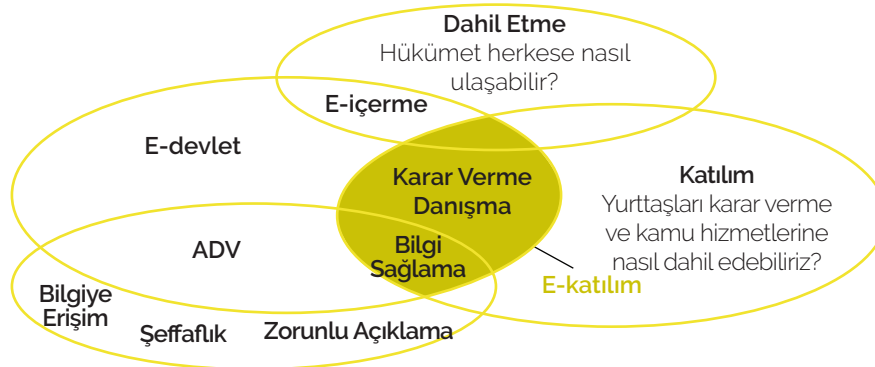 Dahil Etme
Hükümet herkese nasıl
ulaşabilir?
E-içerme
E-devlet
Karar Verme
Danışma
Katılım
Yurttaşları karar verme
ve kamu hizmetlerine
nasıl dahil edebiliriz?
ADV
Bilgi
Sağlama
E-katılım
Bilgiye
Erişim
Şeffaflık
Zorunlu Açıklama